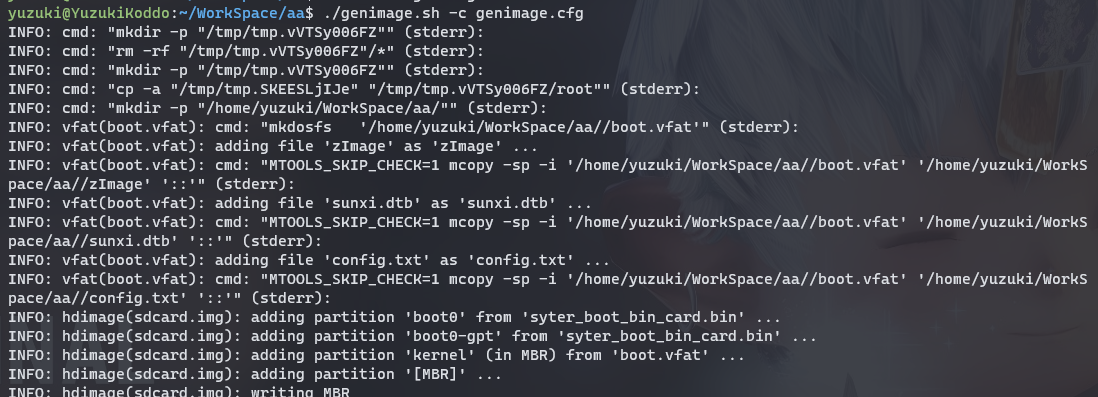 yuzuki@YuzukiKoddo:~/WorkSpace/aa$ ./genimage.sh -c genimage.cfg
INFO: cmd: "mkdir -p "/tmp/tmp.vVTSy006FZ"" (stderr):
INFO: cmd: "rm -rf "/tmp/tmp.vVTSy006FZ"/*" (stderr):
INFO: cmd: "mkdir -p "/tmp/tmp.vVTSy006FZ"" (stderr):
INFO: cmd: "cp -a "/tmp/tmp.SKEESLjIJe" "/tmp/tmp.vVTSy006FZ/root"" (stderr):
INFO: cmd: "mkdir -p "/home/yuzuki/WorkSpace/aa/"" (stderr):
INFO: vfat(boot.vfat): cmd: "mkdosfs   '/home/yuzuki/WorkSpace/aa//boot.vfat'" (stderr):
INFO: vfat(boot.vfat): adding file 'zImage' as 'zImage' ...
INFO: vfat(boot.vfat): cmd: "MTOOLS_SKIP_CHECK=1 mcopy -sp -i '/home/yuzuki/WorkSpace/aa//boot.vfat' '/home/yuzuki/WorkS
pace/aa//zImage' '::'" (stderr):
INFO: vfat(boot.vfat): adding file 'sunxi.dtb' as 'sunxi.dtb' ...
INFO: vfat(boot.vfat): cmd: "MTOOLS_SKIP_CHECK=1 mcopy -sp -i '/home/yuzuki/WorkSpace/aa//boot.vfat' '/home/yuzuki/WorkS
pace/aa//sunxi.dtb' '::'" (stderr):
INFO: vfat(boot.vfat): adding file 'config.txt' as 'config.txt' ...
INFO: vfat(boot.vfat): cmd: "MTOOLS_SKIP_CHECK=1 mcopy -sp -i '/home/yuzuki/WorkSpace/aa//boot.vfat' '/home/yuzuki/WorkS
pace/aa//config.txt' '::'" (stderr):
INFO: hdimage(sdcard.img): adding partition 'boot0' from 'syter_boot_bin_card.bin' ...
INFO: hdimage(sdcard.img): adding partition 'boot0-gpt' from 'syter_boot_bin_card.bin' ...
INFO: hdimage(sdcard.img): adding partition 'kernel' (in MBR) from 'boot.vfat' ...
INFO: hdimage(sdcard.img): adding partition '[MBR]' ...
INFO: hdimage(sdcard.img): writing MBR